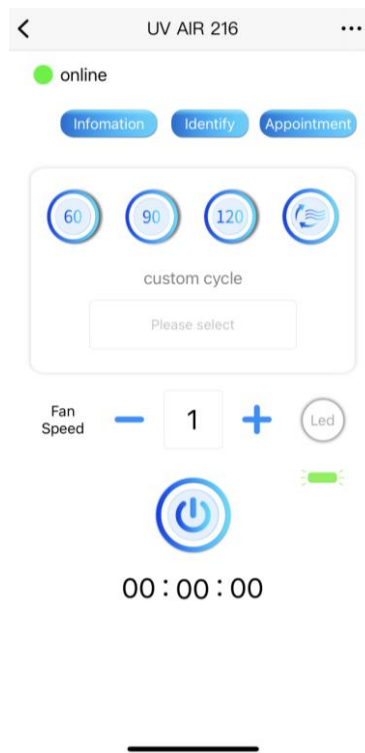 UV AIR 216
online
Infomation Identify Appointment
60 90 120
custom cycle
Please select
Fan
Speed
1
Led
00:00:00